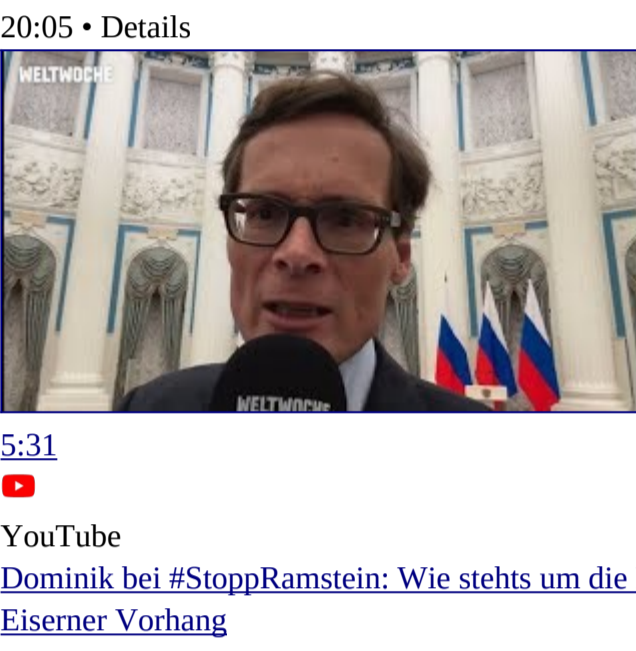 20:05 • Details
WELTWOCHE
WELTWOCHE
5:31
YouTube
Dominik bei #StoppRamstein: Wie stehts um die
Eiserner Vorhang